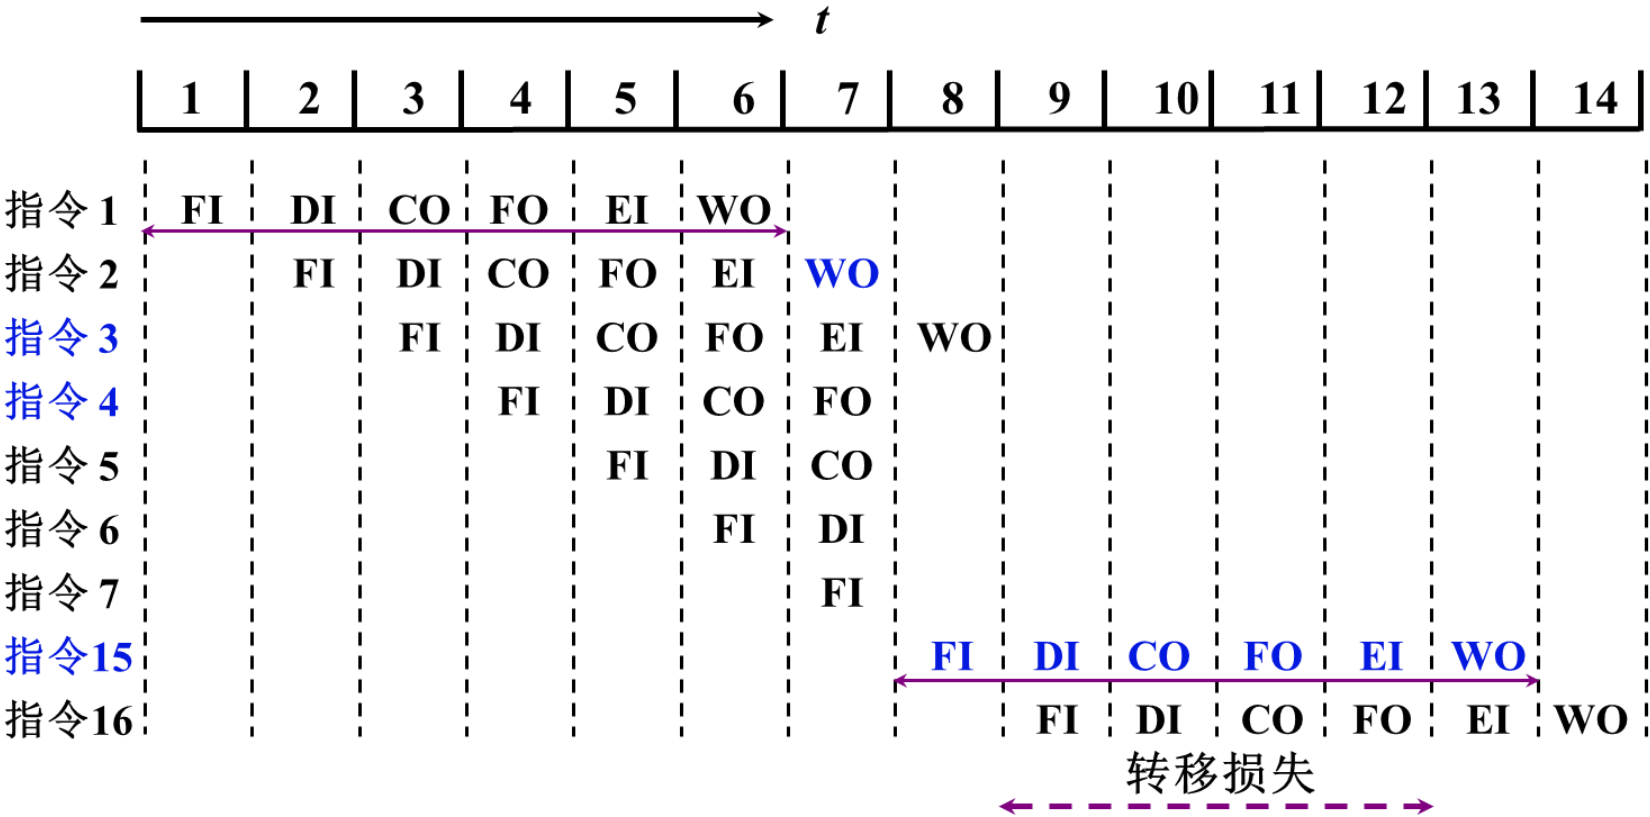 t
1 2 3 4 5 6 7 8 9 10 11 12 13 14
指令 1 FI DI CO FO EI WO
指令 2 FI DI CO FO EI WO
指令 3 FI DI CO FO EI WO
指令 4 FI DI CO FO
指令 5 FI DI CO
指令 6 FI DI
指令 7 FI
指令15 FI DI CO FO EI WO
指令16 FI DI CO FO EI WO
转移损失